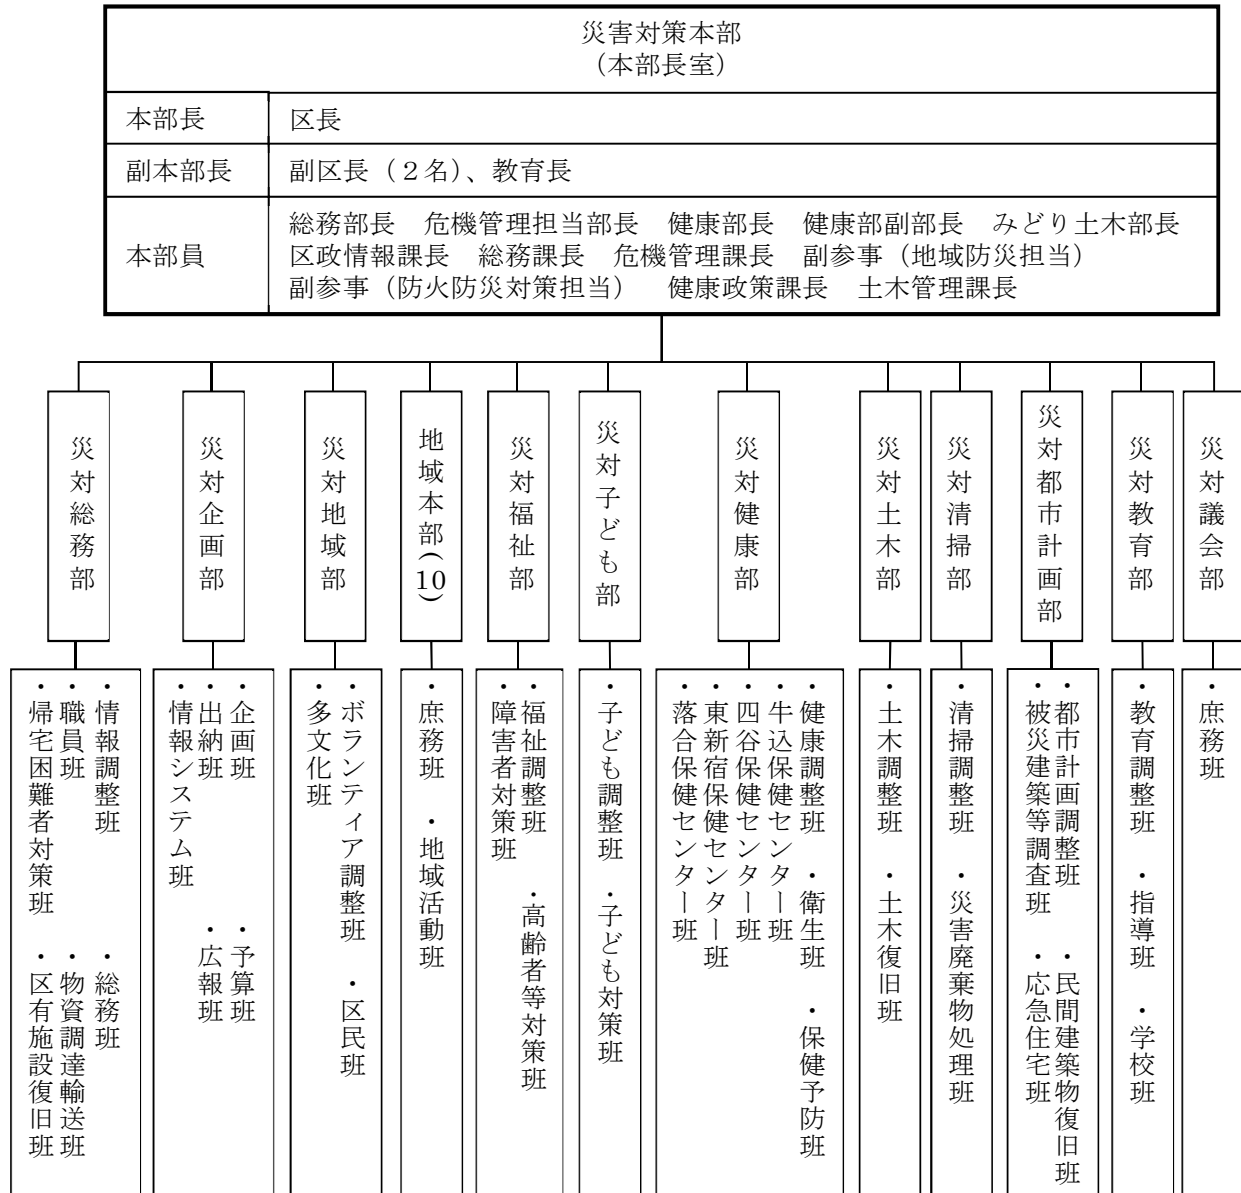 災害対策本部
（本部長室）
本部長
区長
副本部長
副区長（２名）、教育長
本部員
総務部長　危機管理担当部長　健康部長　健康部副部長　みどり土木部長
区政情報課長　総務課長　危機管理課長　副参事（地域防災担当）
副参事（防火防災対策担当）　健康政策課長　土木管理課長
災対総務部
災対企画部
災対地域部
地域本部(10)
災対福祉部
災対子ども部
災対健康部
災対土木部
災対清掃部
災対都市計画部
災対教育部
災対議会部
・情報調整班　・総務班
・職員班　・物資調達輸送班
・帰宅困難者対策班　・区有施設復旧班
・企画班　・予算班
・出納班　・広報班
・情報システム班
・ボランティア調整班　・区民班
・多文化班
・庶務班　・地域活動班
・福祉調整班　・高齢者等対策班
・障害者対策班
・子ども調整班　・子ども対策班
・健康調整班　・衛生班　・保健予防班
・牛込保健センター班
・四谷保健センター班
・東新宿保健センター班
・落合保健センター班
・土木調整班　・土木復旧班
・清掃調整班　・災害廃棄物処理班
・都市計画調整班　・民間建築物復旧班
・被災建築等調査班　・応急住宅班
・教育調整班　・指導班　・学校班
・庶務班